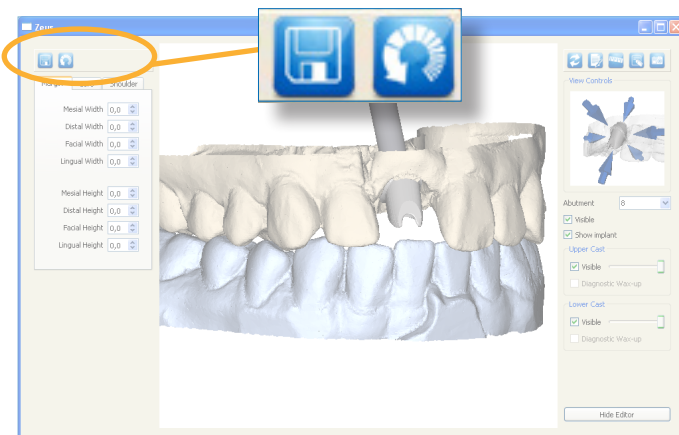 Zeus
View Controls
Shoulder
Mesial Width 0,0
Distal Width 0,0
Facial Width 0,0
Lingual Width 0,0
Mesial Height 0,0
Distal Height 0,0
Facial Height 0,0
Lingual Height 0,0
Abutment 8
Visible
Show implant
Upper Cast
Visible
Diagnostic Wax-up
Lower Cast
Visible
Diagnostic Wax-up
Hide Editor